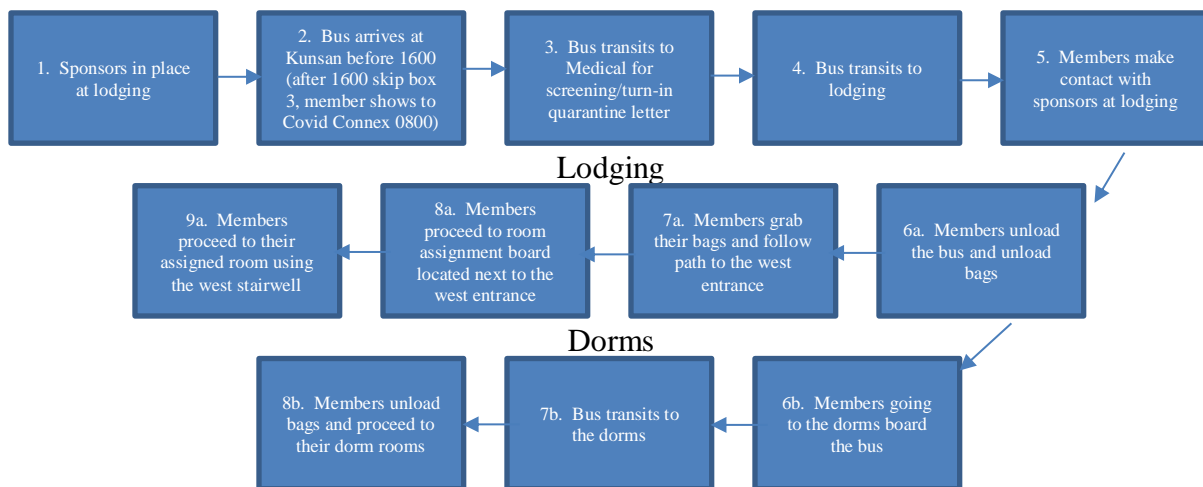 1. Sponsors in place
at lodging
2. Bus arrives at
Kunsan before 1600
(after 1600 skip box
3, member shows to
Covid Connex 0800)
3. Bus transits to
Medical for
screening/turn-in
quarantine letter
4. Bus transits to
lodging
5. Members make
contact with
sponsors at lodging
Lodging
9a. Members
proceed to their
assigned room using
the west stairwell
8a. Members
proceed to room
assignment board
located next to the
west entrance
7a. Members grab
their bags and follow
path to the west
entrance
6a. Members unload
the bus and unload
bags
Dorms
8b. Members unload
bags and proceed to
their dorm rooms
7b. Bus transits to
the dorms
6b. Members going
to the dorms board
the bus